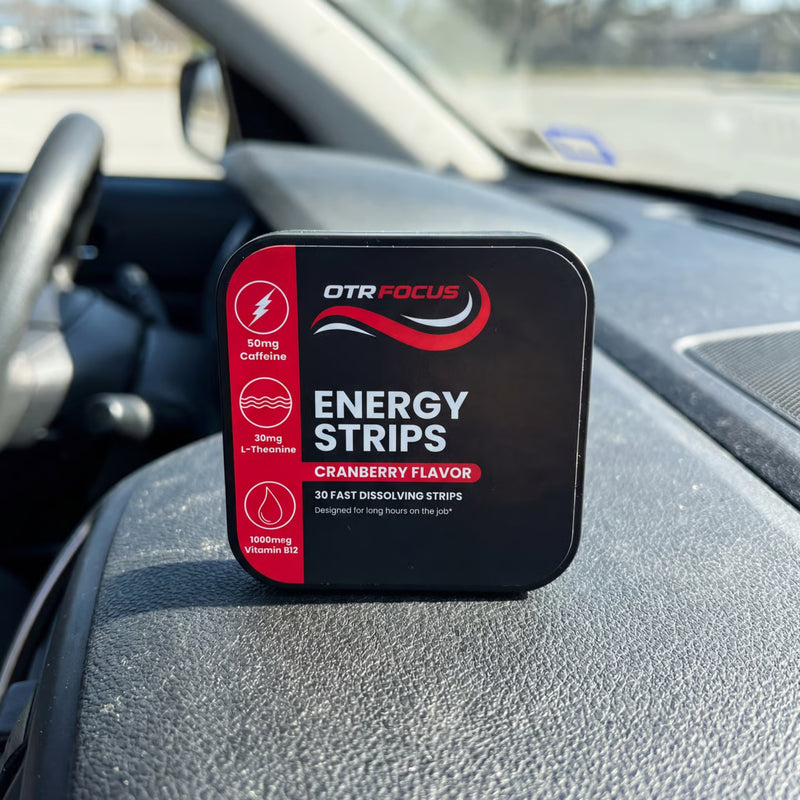 OTR FOCUS
50mg
Caffeine
30mg
L-Theanine
1000meg
Vitamin B12
ENERGY
STRIPS
CRANBERRY FLAVOR
30 FAST DISSOLVING STRIPS
Designed for long hours on the job*